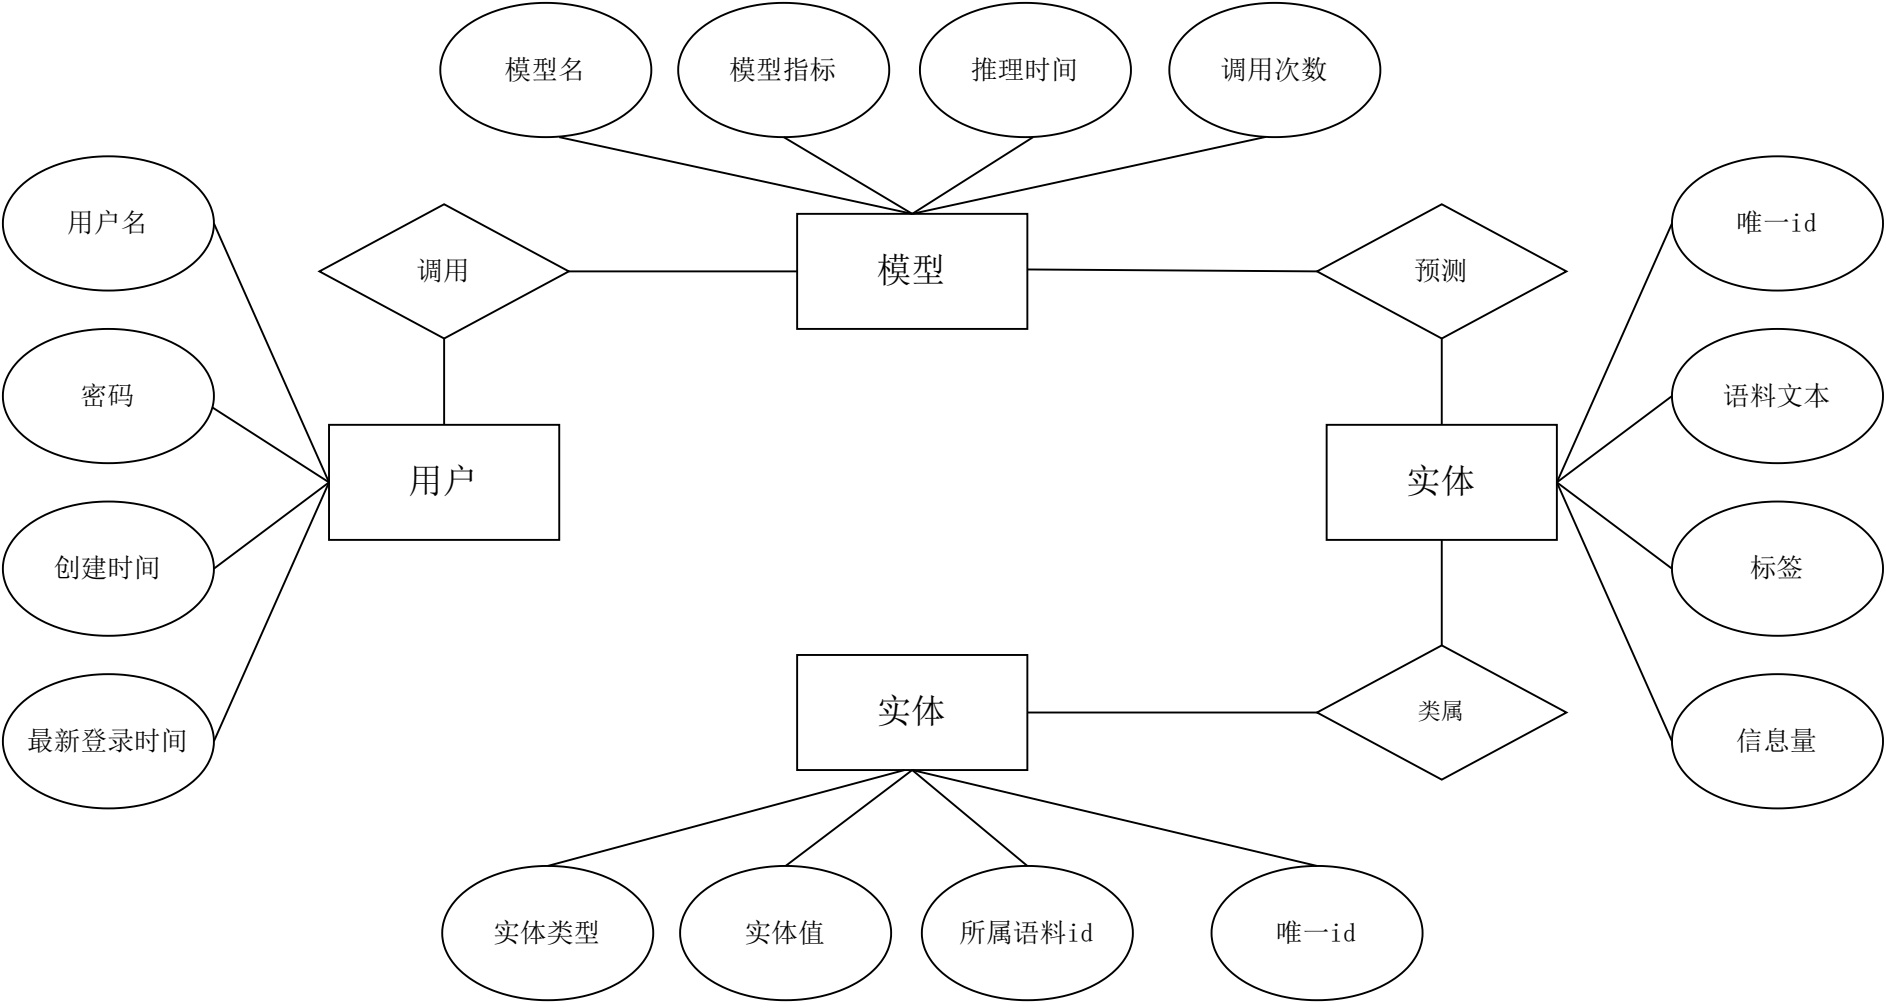 模型名
模型指标
推理时间
调用次数
用户名
调用
模型
预测
唯一id
密码
语料文本
用户
实体
创建时间
标签
最新登录时间
实体
类属
信息量
实体类型
实体值
所属语料id
唯一id